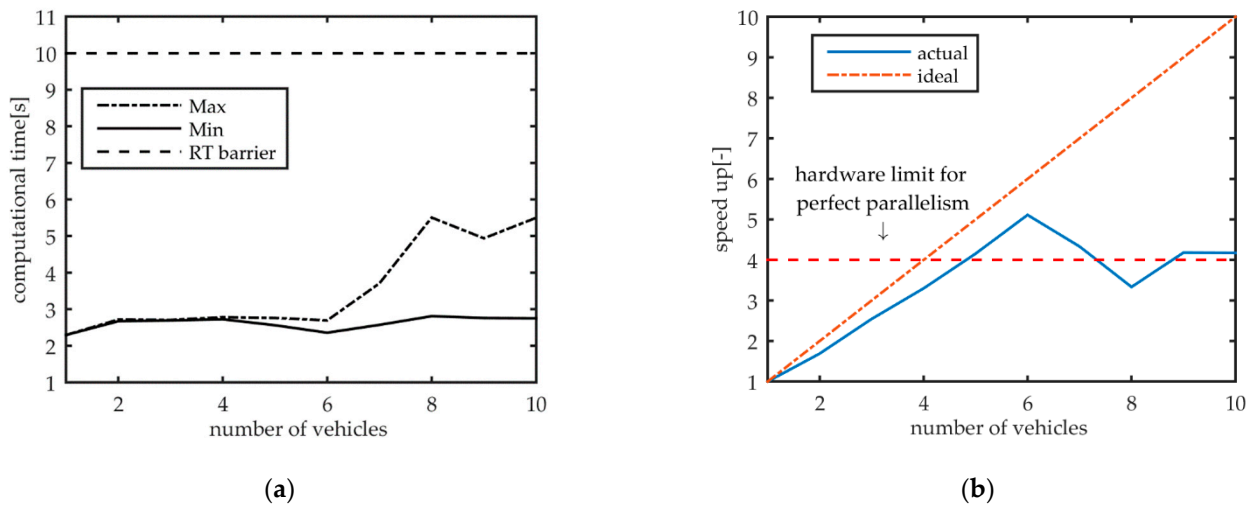 11
10
9
8
7
6
5
4
3
2
1
computational time[s]
Max
Min
RT barrier
2
4
6
8
10
number of vehicles
(a)
10
9
8
7
6
5
4
3
2
1
speed up[-]
actual
ideal
hardware limit for
perfect parallelism
↓
2
4
6
8
10
number of vehicles
(b)